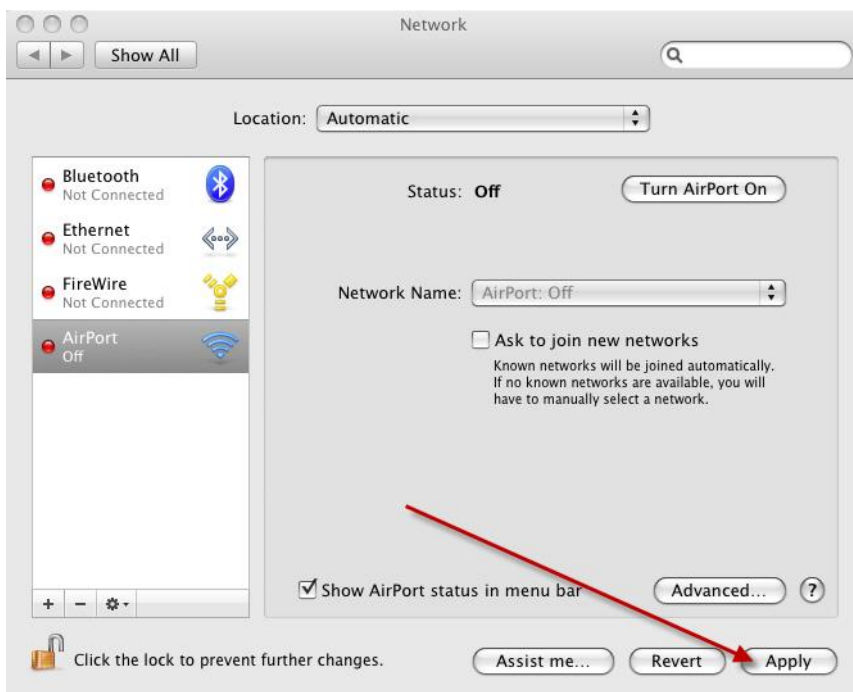 Network
Show All
Location: Automatic
Bluetooth
Not Connected
Ethernet
Not Connected
FireWire
Not Connected
AirPort
Off
Status: Off
Turn AirPort On
Network Name: AirPort: Off
Ask to join new networks
Known networks will be joined automatically.
If no known networks are available, you will
have to manually select a network.
Show AirPort status in menu bar
Advanced...
?
+ −
Click the lock to prevent further changes.
Assist me...
Revert
Apply